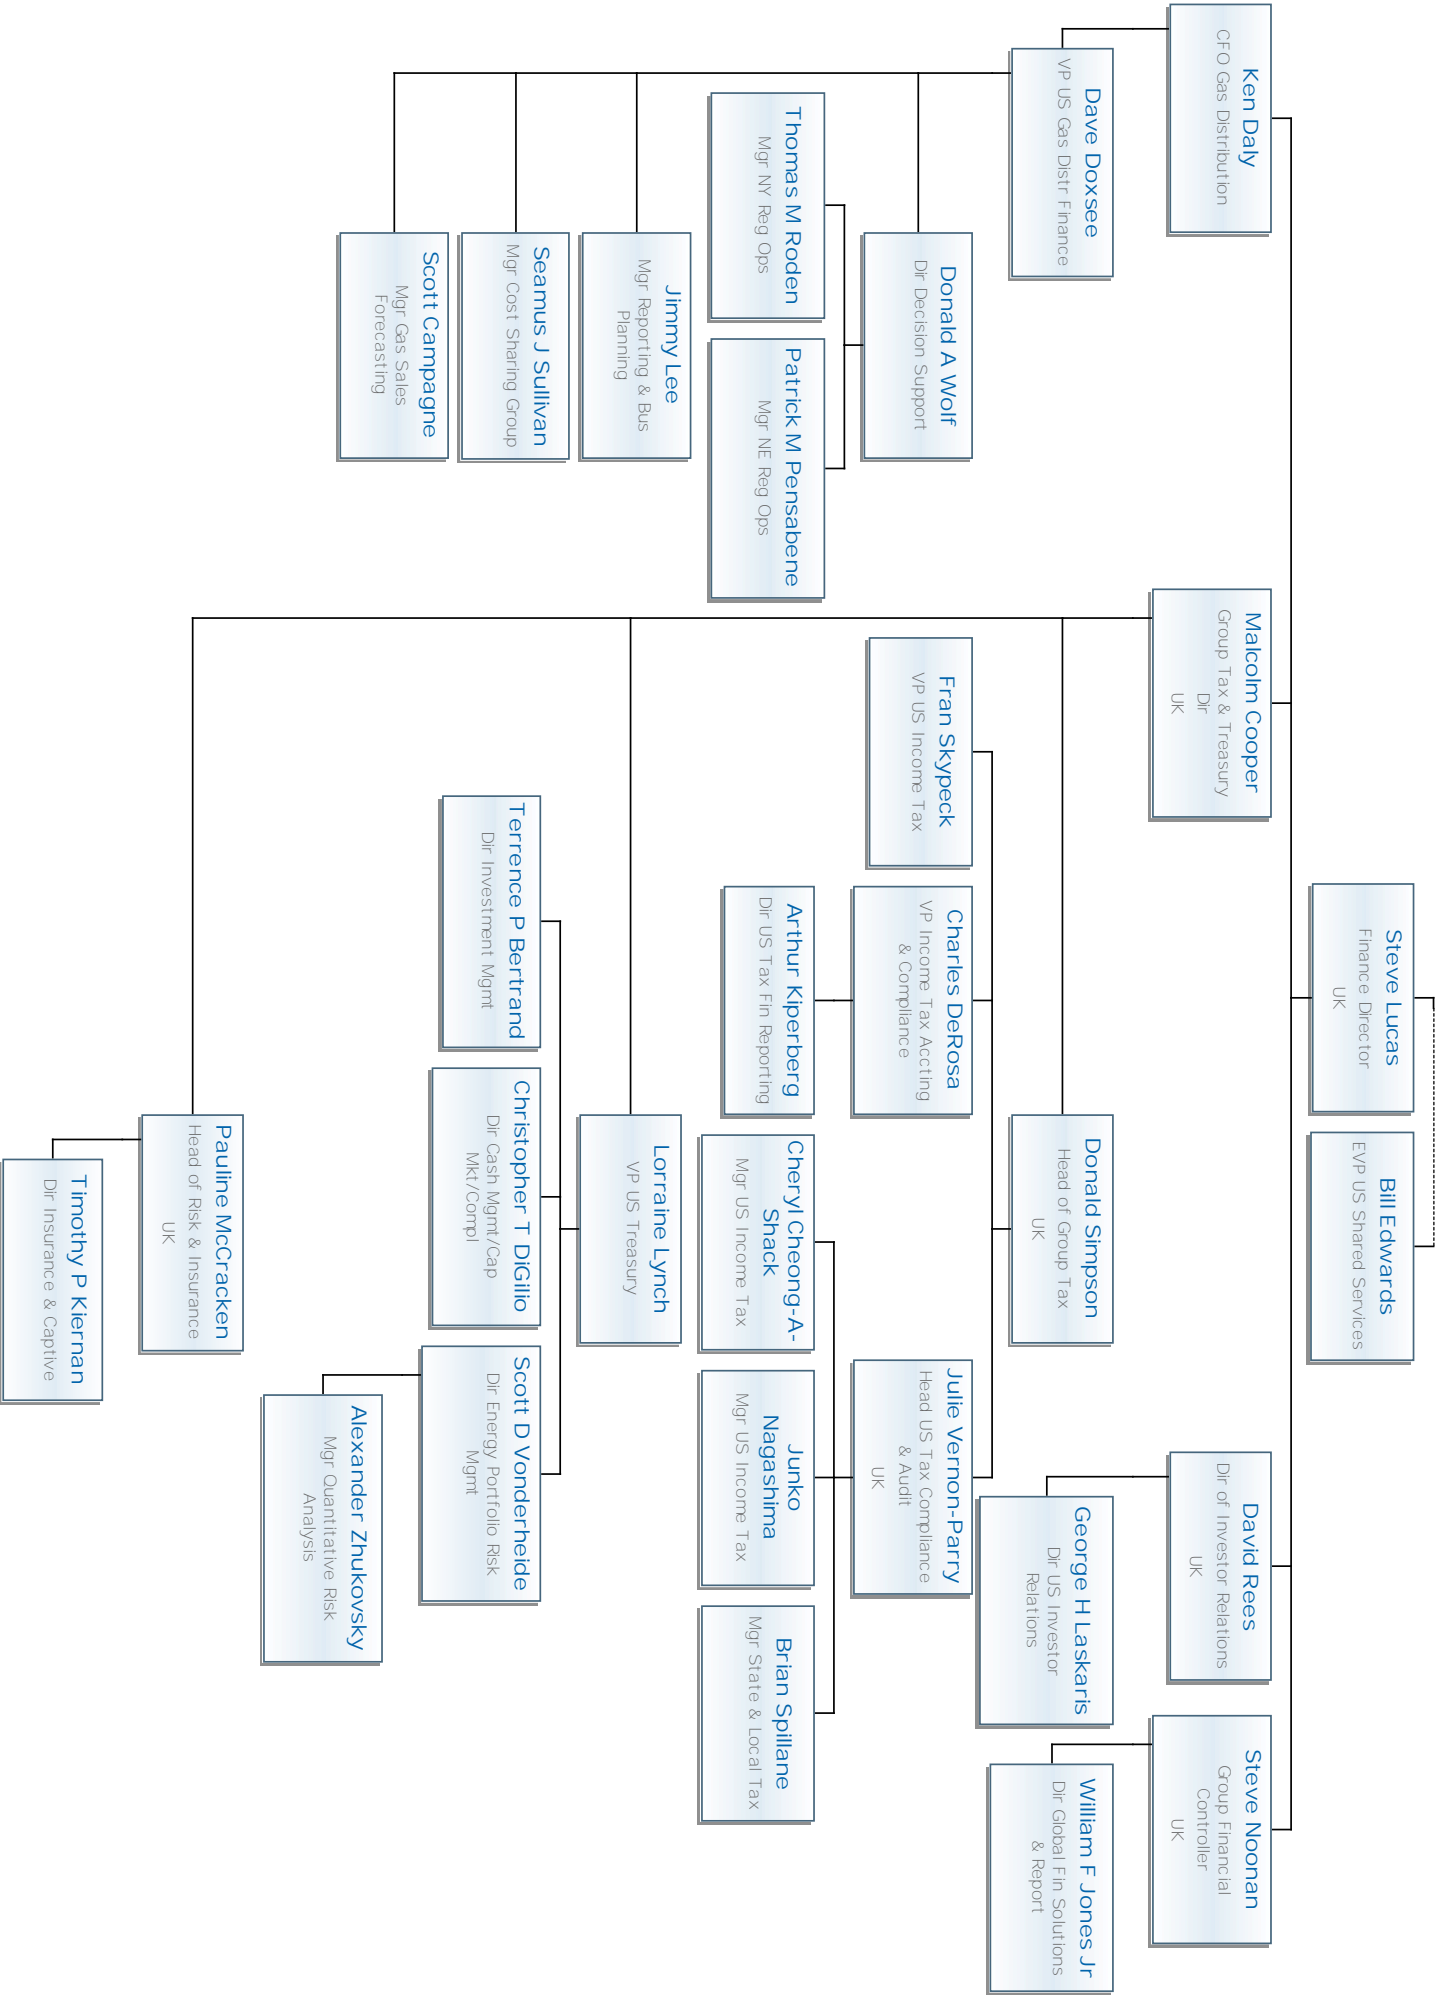 Steve Lucas
Finance Director
UK
Bill Edwards
EVP US Shared Services
Ken Daly
CFO Gas Distribution
Malcolm Cooper
Group Tax & Treasury
Dir
UK
David Rees
Dir of Investor Relations
UK
Steve Noonan
Group Financial
Controller
UK
Dave Doxsee
VP US Gas Distr Finance
Donald A Wolf
Dir Decision Support
Thomas M Roden
Mgr NY Reg Ops
Patrick M Pensabene
Mgr NE Reg Ops
Jimmy Lee
Mgr Reporting & Bus
Planning
Seamus J Sullivan
Mgr Cost Sharing Group
Scott Campagne
Mgr Gas Sales
Forecasting
Donald Simpson
Head of Group Tax
UK
Fran Skypeck
VP US Income Tax
Charles DeRosa
VP Income Tax Accting
& Compliance
Julie Vernon-Parry
Head US Tax Compliance
& Audit
UK
Arthur Kiperberg
Dir US Tax Fin Reporting
Cheryl Cheong-A-
Shack
Mgr US Income Tax
Junko
Nagashima
Mgr US Income Tax
Brian Spillane
Mgr State & Local Tax
Lorraine Lynch
VP US Treasury
Terrence P Bertrand
Dir Investment Mgmt
Christopher T DiGilio
Dir Cash Mgmt/Cap
Mkt/Compl
Scott D Vonderheide
Dir Energy Portfolio Risk
Mgmt
Alexander Zhukovsky
Mgr Quantitative Risk
Analysis
Pauline McCracken
Head of Risk & Insurance
UK
Timothy P Kiernan
Dir Insurance & Captive
George H Laskaris
Dir US Investor
Relations
William F Jones Jr
Dir Global Fin Solutions
& Report